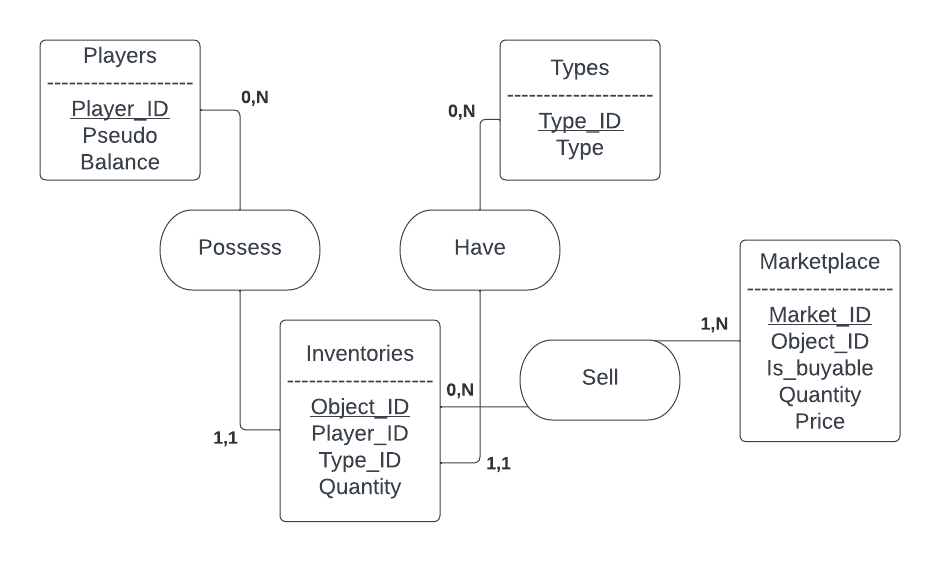 Players
Player_ID
Pseudo
Balance
0,N
Types
Type_ID
Type
0,N
Possess
Have
Marketplace
Market_ID
Object_ID
Is_buyable
Quantity
Price
1,N
Sell
Inventories
Object_ID
Player_ID
Type_ID
Quantity
0,N
1,1
1,1